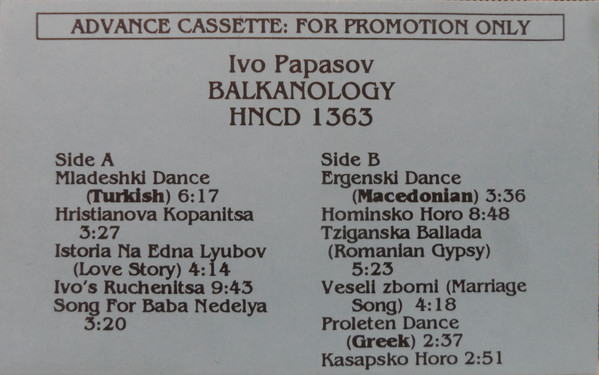 ADVANCE CASSETTE: FOR PROMOTION ONLY
Ivo Papasov
BALKANOLOGY
HNCD 1363
Side A
Mladeshki Dance
(Turkish) 6:17
Hristianova Kopanitsa
3:27
Istoria Na Edna Lyubov
(Love Story) 4:14
Ivo's Ruchenitsa 9:43
Song For Baba Nedelya
3:20
Side B
Ergenski Dance
(Macedonian) 3:36
Hominsko Horo 8:48
Tziganska Ballada
(Romanian Gypsy)
5:23
Veseli zborni (Marriage
Song) 4:18
Proleten Dance
(Greek) 2:37
Kasapsko Horo 2:51